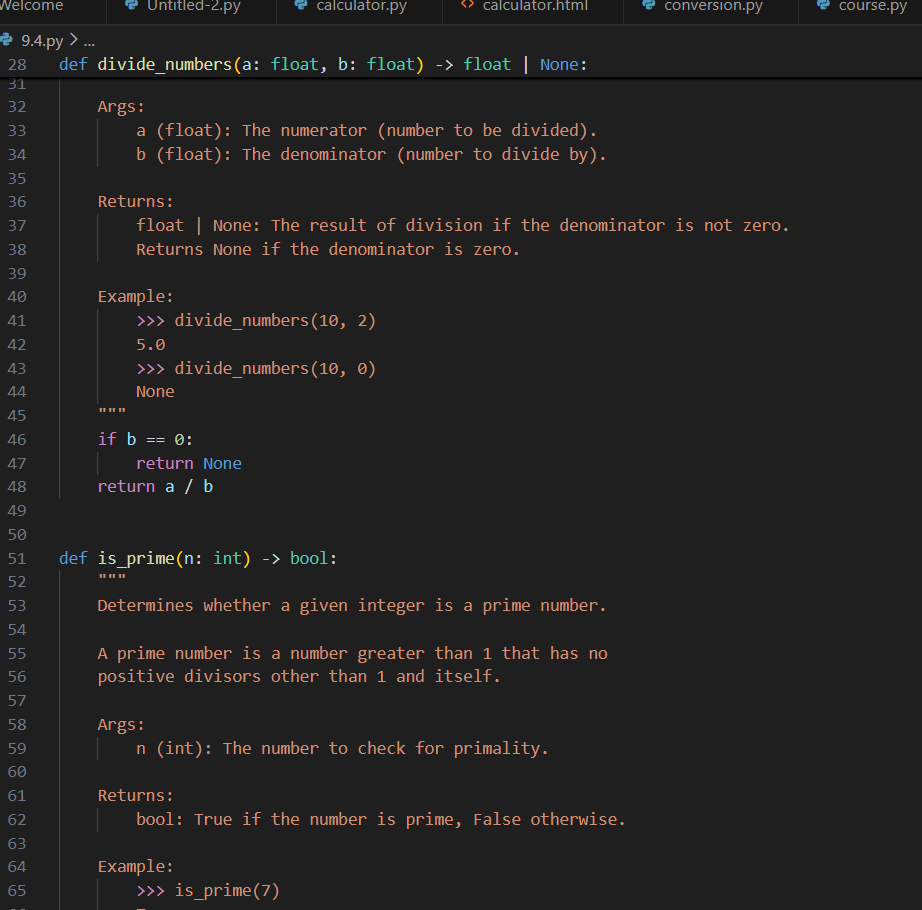 Welcome Untitled-2.py calculator.py calculator.html conversion.py course.py
9.4.py > ...
28 def divide_numbers(a: float, b: float) -> float | None:
31
32 Args:
33 a (float): The numerator (number to be divided).
34 b (float): The denominator (number to divide by).
35
36 Returns:
37 float | None: The result of division if the denominator is not zero.
38 Returns None if the denominator is zero.
39
40 Example:
41 >>> divide_numbers(10, 2)
42 5.0
43 >>> divide_numbers(10, 0)
44 None
45 """
46 if b == 0:
47 return None
48 return a / b
49
50
51 def is_prime(n: int) -> bool:
52 """
53 Determines whether a given integer is a prime number.
54
55 A prime number is a number greater than 1 that has no
56 positive divisors other than 1 and itself.
57
58 Args:
59 n (int): The number to check for primality.
60
61 Returns:
62 bool: True if the number is prime, False otherwise.
63
64 Example:
65 >>> is_prime(7)